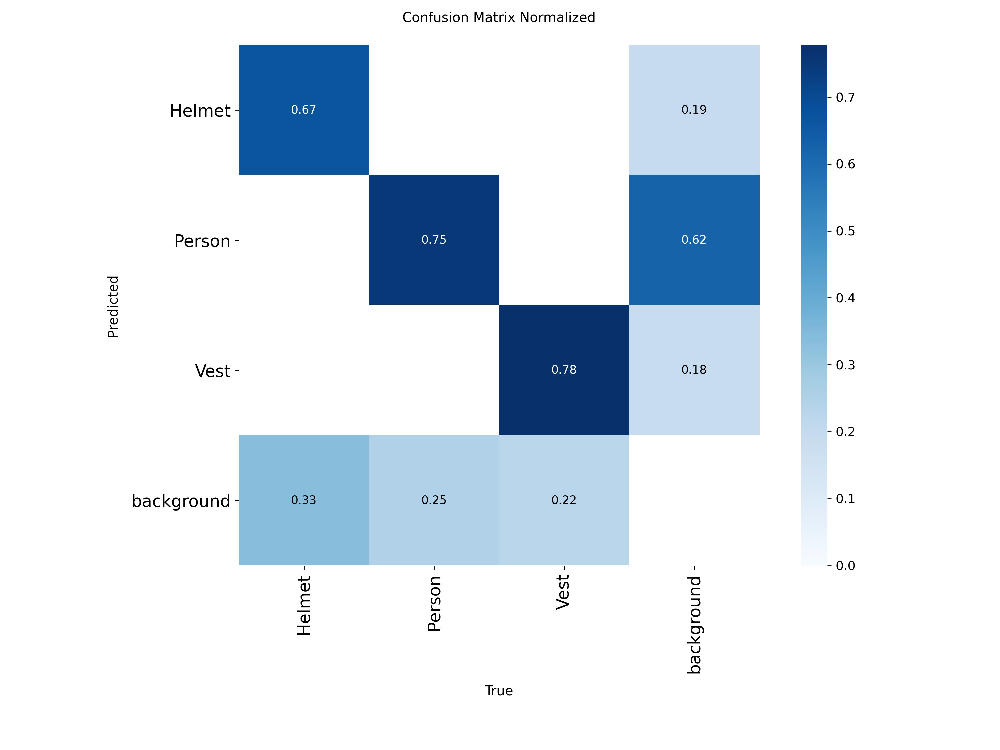 Confusion Matrix Normalized
Helmet
0.67
0.19
0.7
0.6
Person
0.75
0.62
0.5
0.4
Predicted
Vest
0.78
0.18
0.3
0.2
background
0.33
0.25
0.22
0.1
0.0
Helmet
Person
Vest
background
True